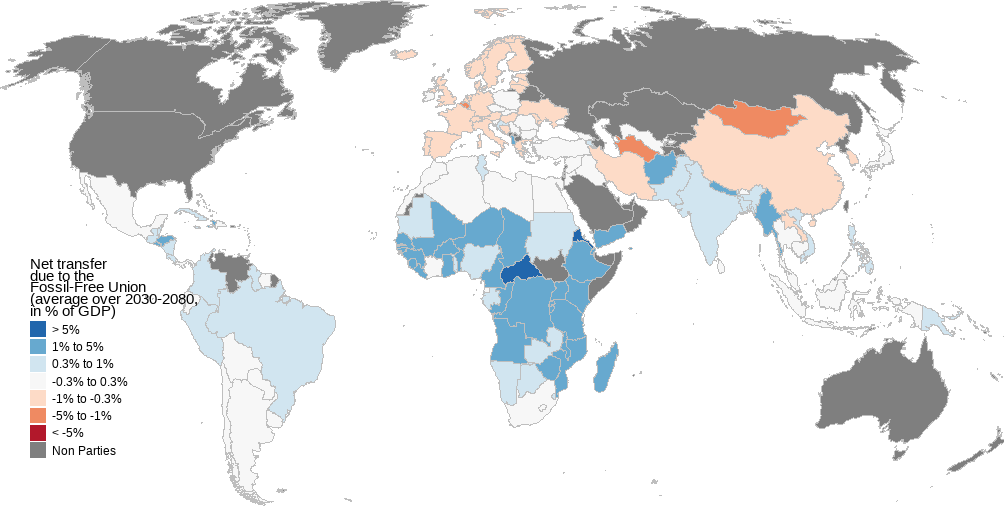 Net transfer
due to the
Fossil-Free Union
(average over 2030-2080,
in % of GDP)
> 5%
1% to 5%
0.3% to 1%
-0.3% to 0.3%
-1% to -0.3%
-5% to -1%
< -5%
Non Parties